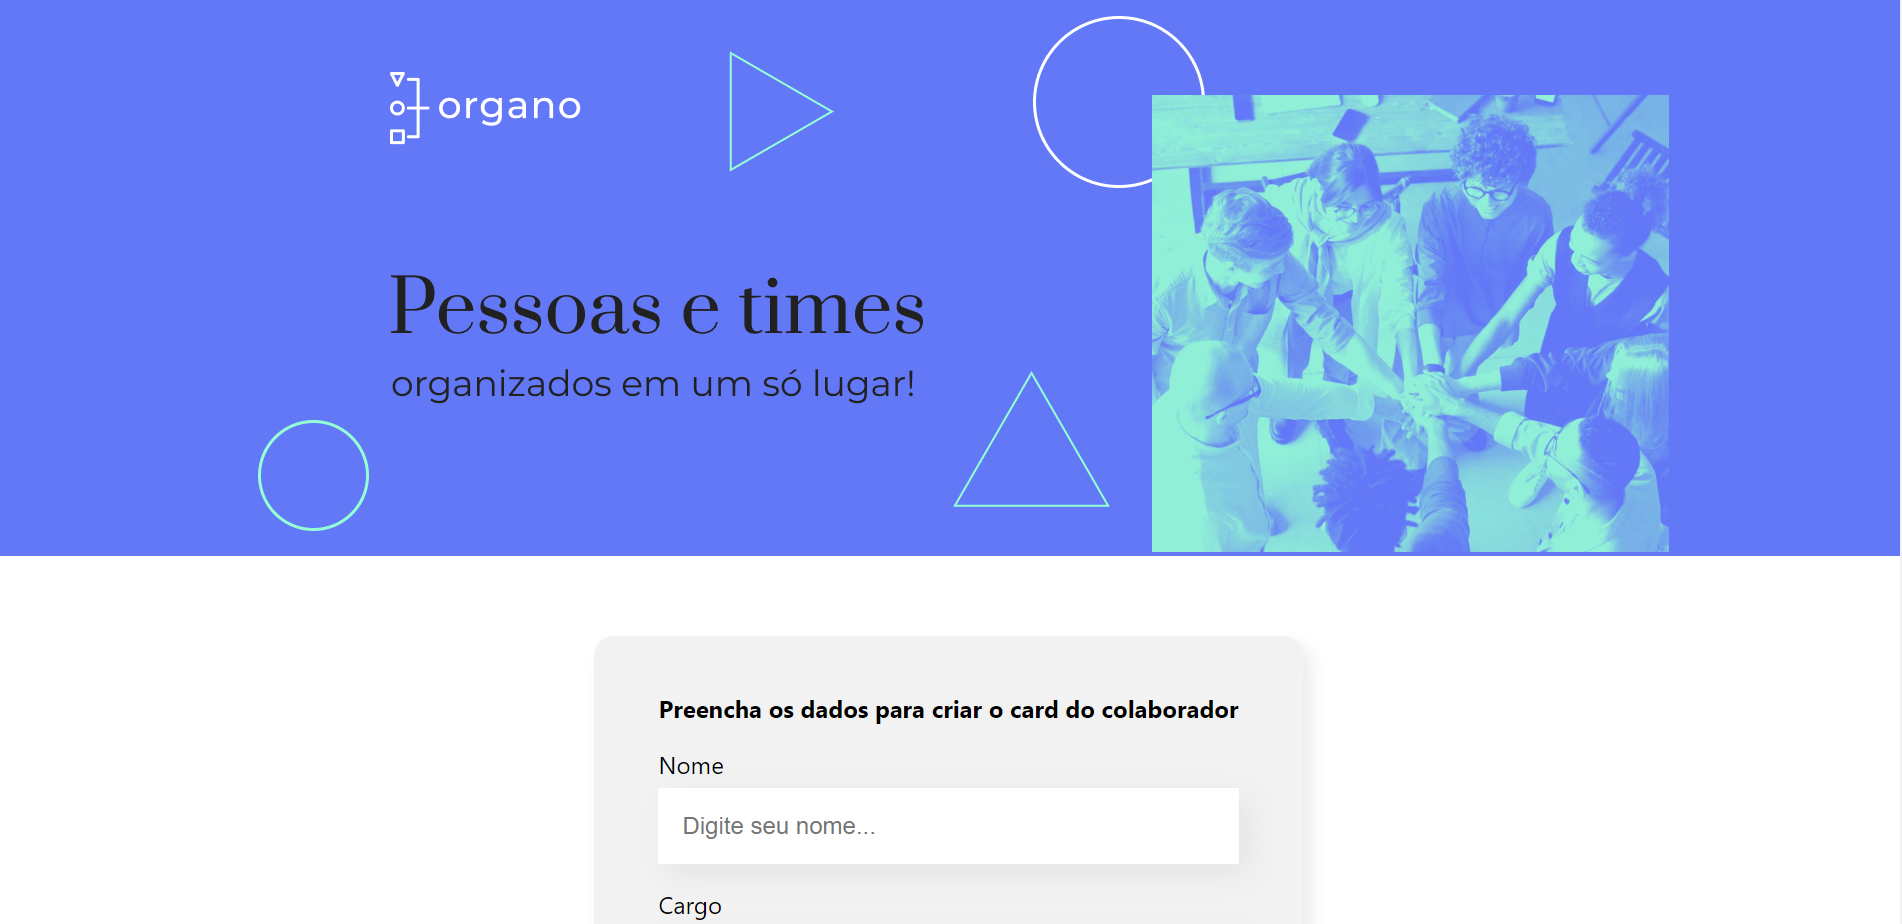 organo
Pessoas e times
organizados em um só lugar!
Preencha os dados para criar o card do colaborador
Nome
Digite seu nome...
Cargo